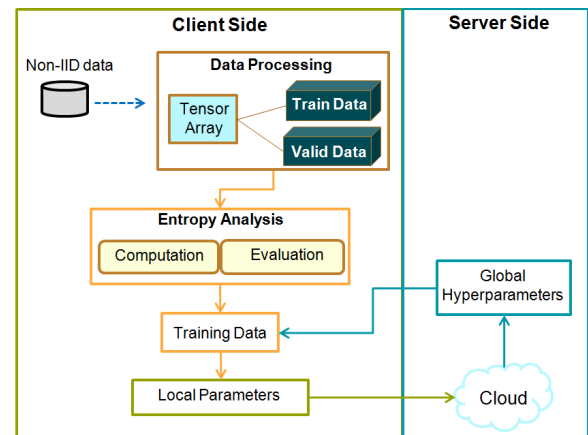 Client Side
Server Side
Non-IID data
Data Processing
Tensor
Array
Train Data
Valid Data
Entropy Analysis
Computation
Evaluation
Global
Hyperparameters
Training Data
Local Parameters
Cloud